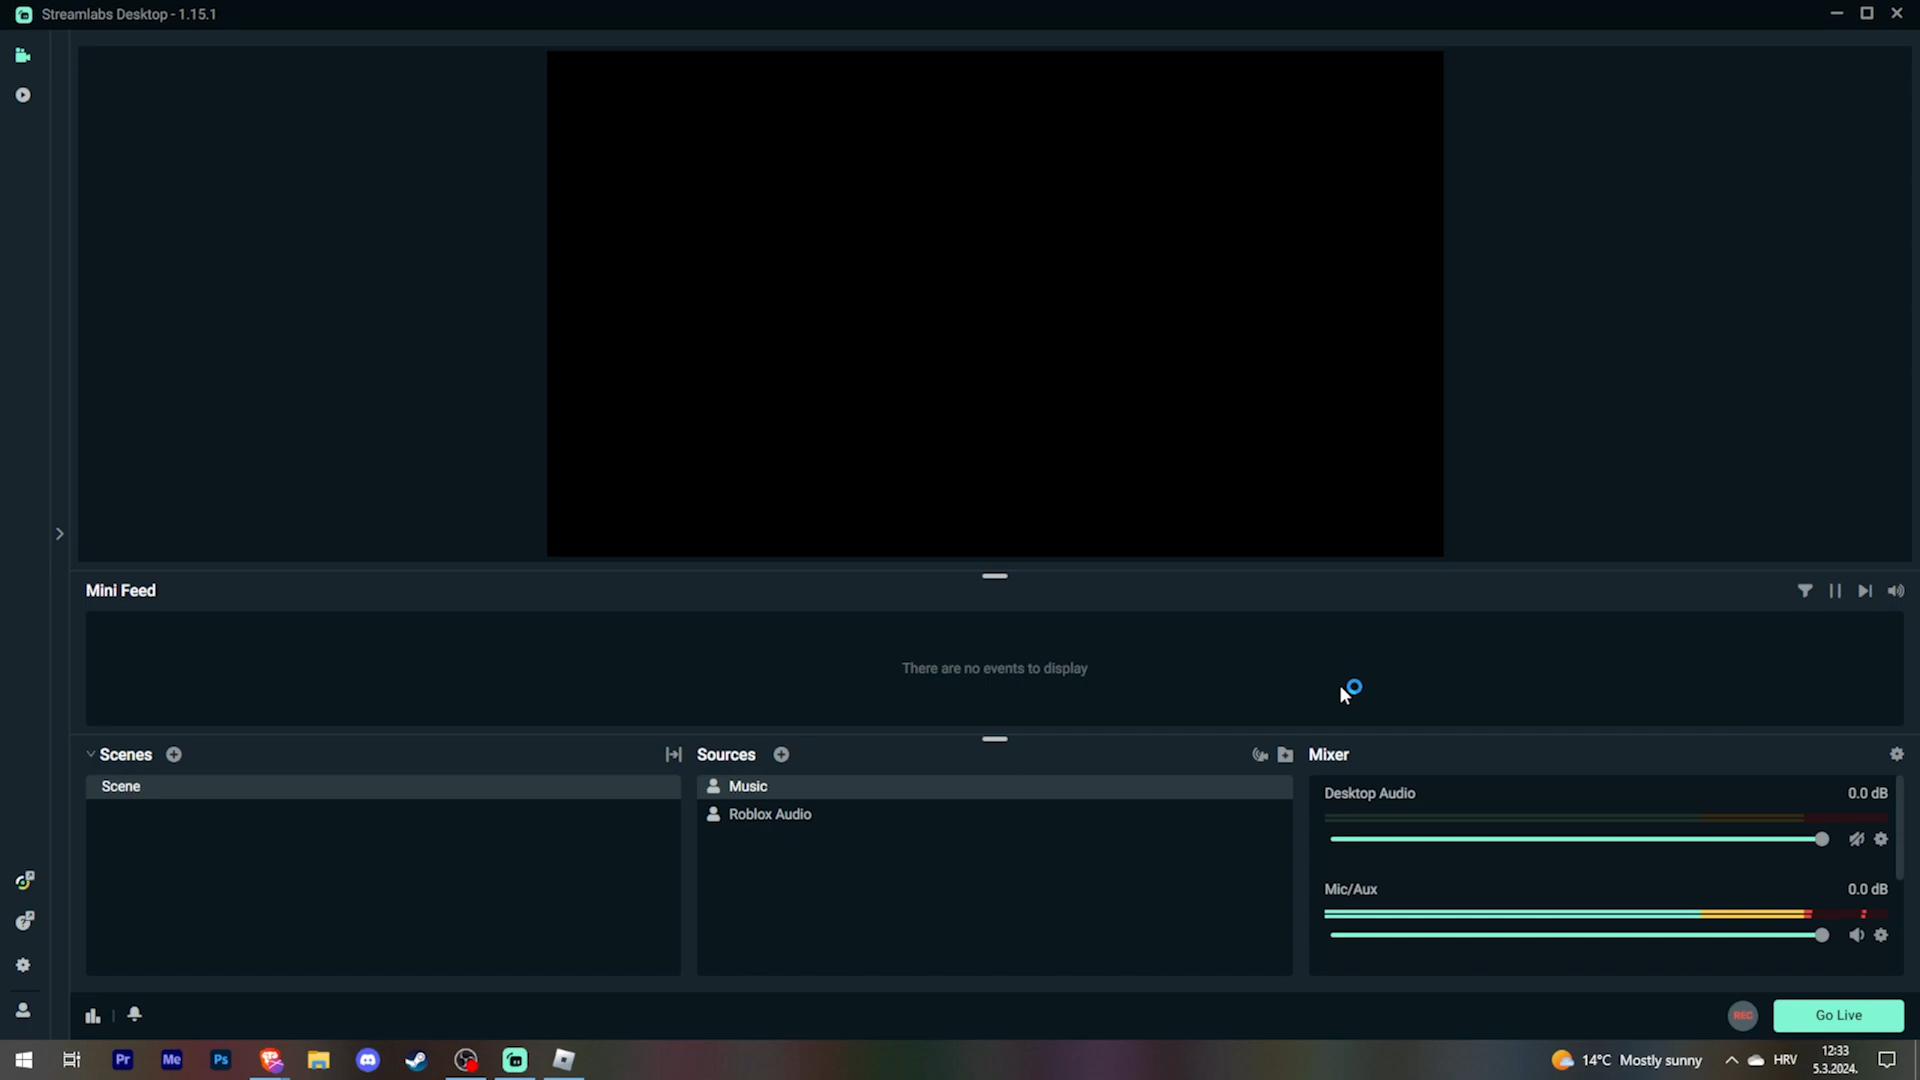 Streamlabs Desktop - 1.15.1
Mini Feed
There are no events to display
Scenes
Scene
Sources
Music
Roblox Audio
Mixer
Desktop Audio
0.0 dB
Mic/Aux
0.0 dB
REC
Go Live
Pr
Me
Ps
14°C Mostly sunny
HRV
12:33
5.3.2024.